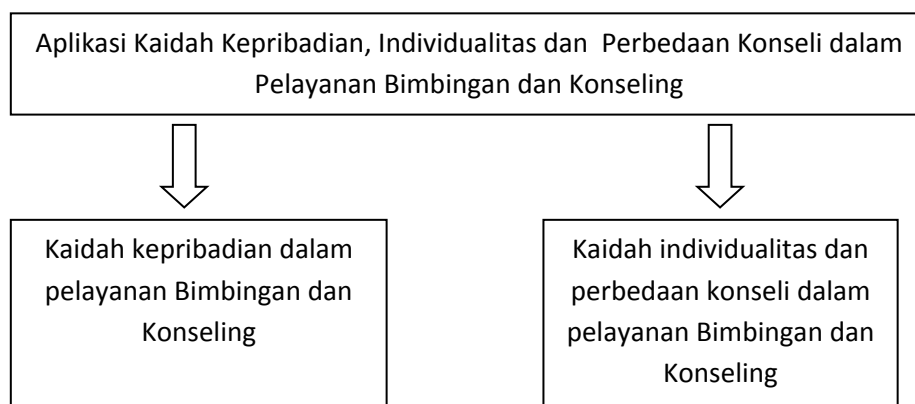 Aplikasi Kaidah Kepribadian, Individualitas dan Perbedaan Konseli dalam
Pelayanan Bimbingan dan Konseling
Kaidah kepribadian dalam
pelayanan Bimbingan dan
Konseling
Kaidah individualitas dan
perbedaan konseli dalam
pelayanan Bimbingan dan
Konseling